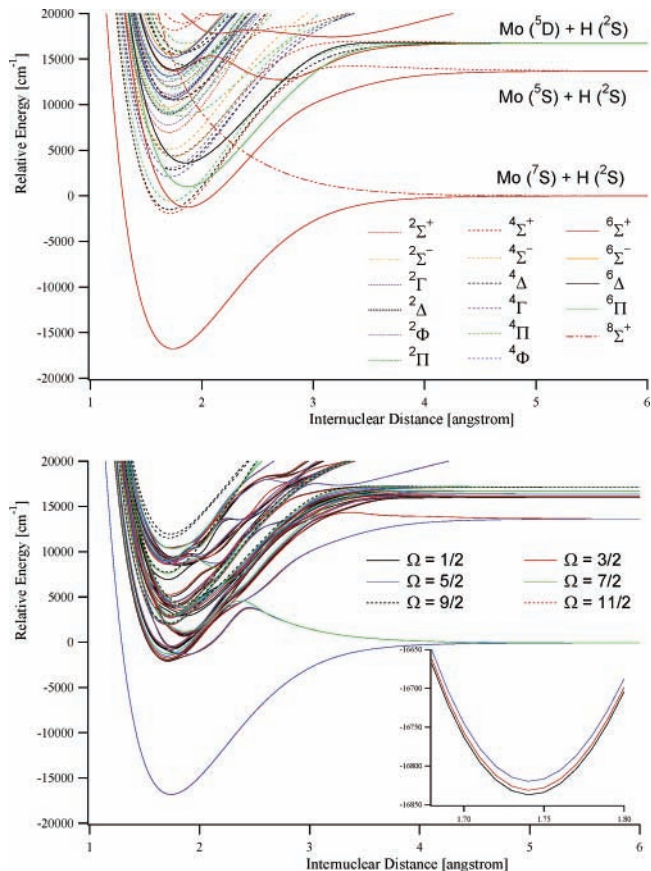 20000
15000
10000
5000
0
-5000
-10000
-15000
-20000
Relative Energy [cm⁻¹]
Mo (⁵D) + H (²S)
Mo (⁵S) + H (²S)
Mo (⁷S) + H (²S)
²Σ⁺ ⁴Σ⁺ ⁶Σ⁺
²Σ⁻ ⁴Σ⁻ ⁶Σ⁻
²Γ ⁴Δ ⁶Δ
²Δ ⁴Γ ⁶Π
²Φ ⁴Π ⁸Σ⁺
²Π ⁴Φ
1 2 3 4 5 6
Internuclear Distance [angstrom]
20000
15000
10000
5000
0
-5000
-10000
-15000
-20000
Relative Energy [cm⁻¹]
Ω = 1/2 Ω = 3/2
Ω = 5/2 Ω = 7/2
Ω = 9/2 Ω = 11/2
-16650
-16700
-16750
-16800
-16850
1.70 1.75 1.80
1 2 3 4 5 6
Internuclear Distance [angstrom]